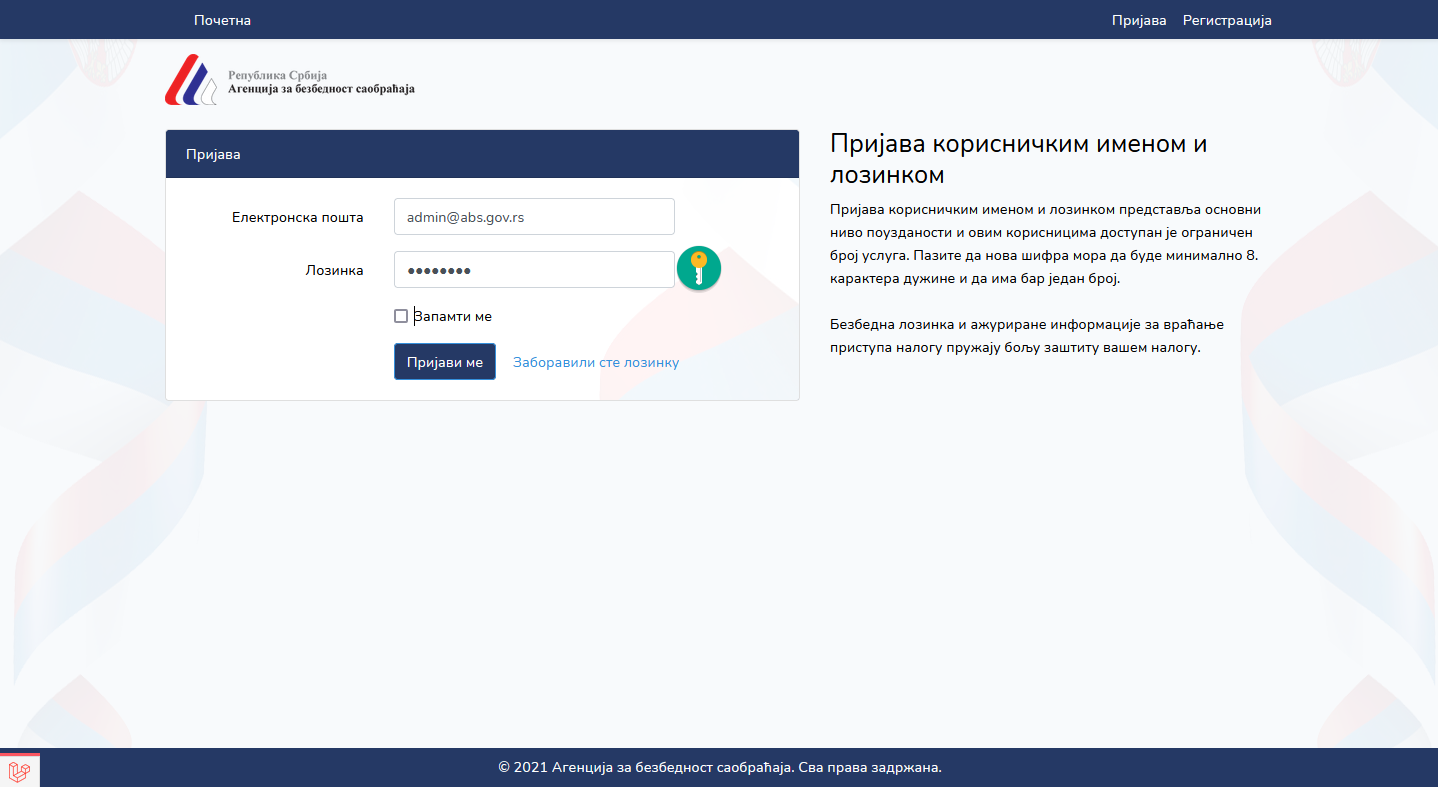 Почетна
Пријава
Регистрација
Република Србија
Агенција за безбедност саобраћаја
Пријава
Електронска пошта
admin@abs.gov.rs
Лозинка
Запамти ме
Пријави ме
Заборавили сте лозинку
Пријава корисничким именом и
лозинком
Пријава корисничким именом и лозинком представља основни
ниво поузданости и овим корисницима доступан је ограничен
број услуга. Пазите да нова шифра мора да буде минимално 8.
карактера дужине и да има бар један број.
Безбедна лозинка и ажуриране информације за враћање
приступа налогу пружају бољу заштиту вашем налогу.
© 2021 Агенција за безбедност саобраћаја. Сва права задржана.